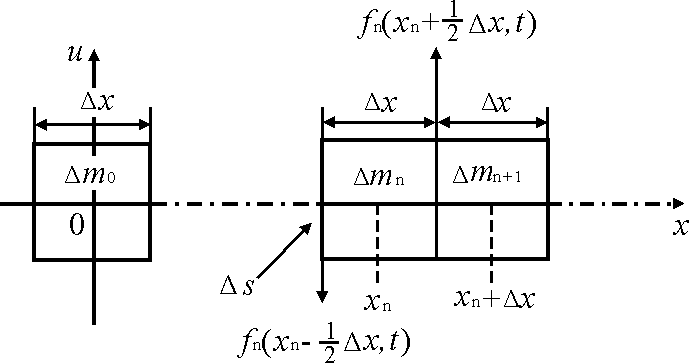 fₙ(xₙ+½Δx,t)
u
Δx Δx Δx
Δm₀ Δmₙ Δmₙ₊₁
0 x
Δs xₙ xₙ+Δx
fₙ(xₙ-½Δx,t)